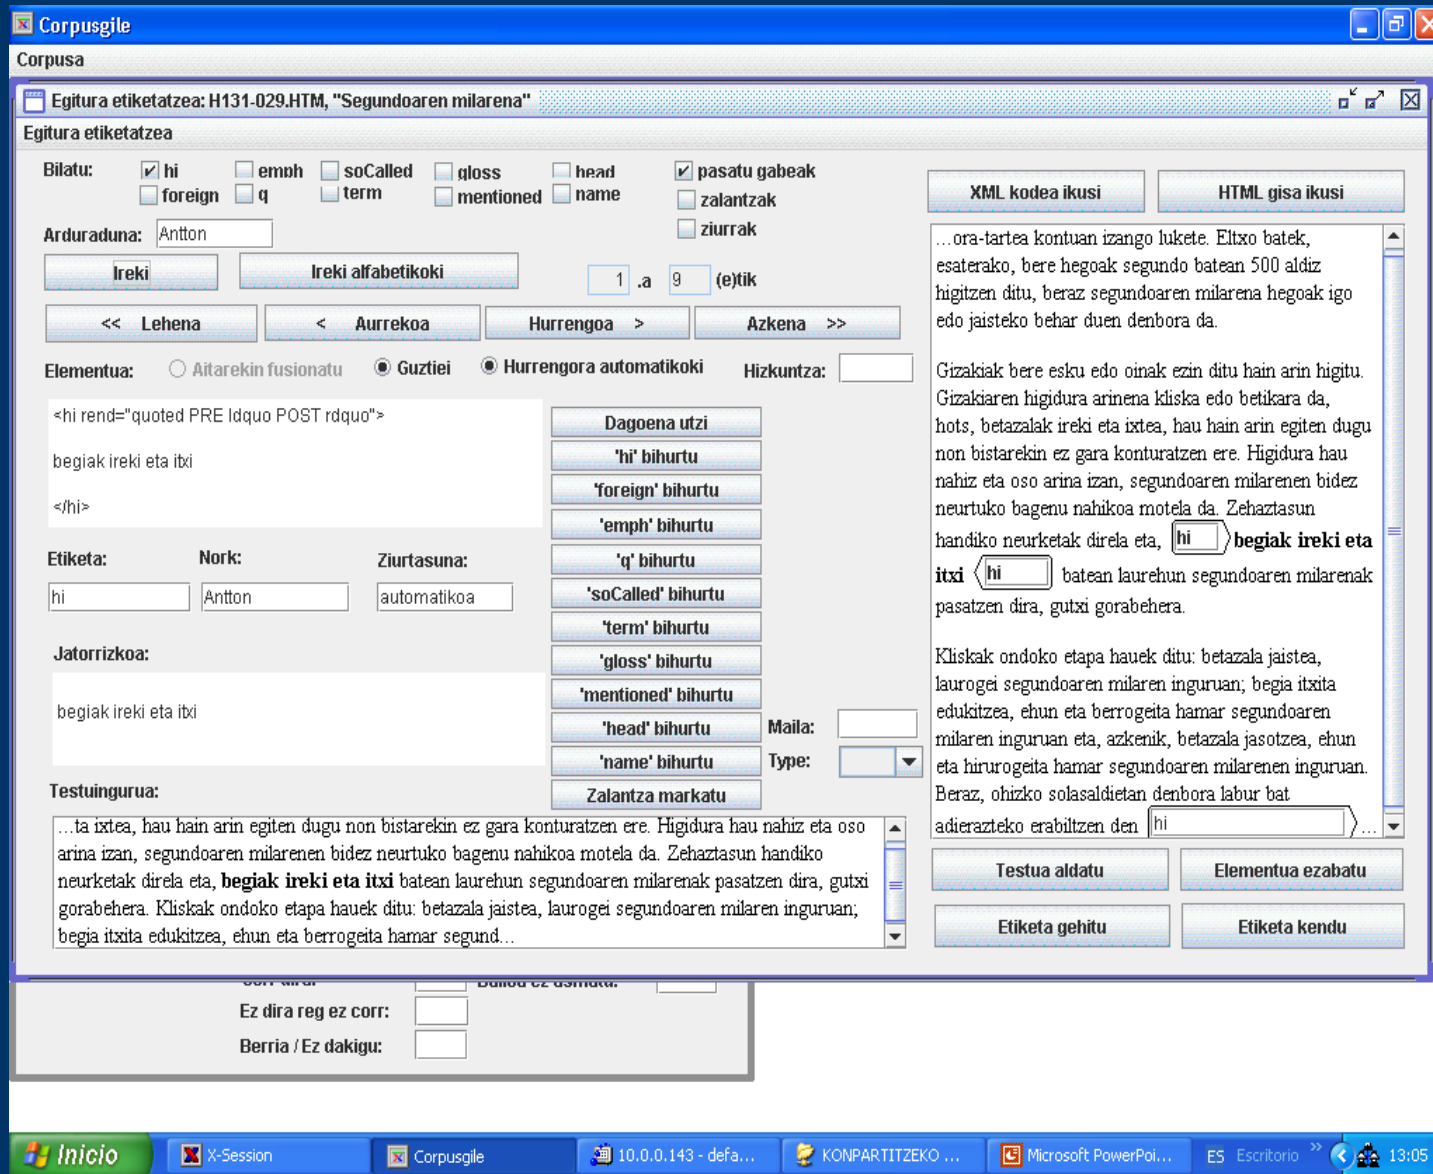 Corpusgile
Corpusa
Egitura etiketatzea: H131-029.HTM, "Segundoaren milarena"
Egitura etiketatzea
Bilatu: hi emph soCalled gloss head pasatu gabeak
foreign q term mentioned name zalantzak
ziurrak
Arduraduna: Antton
Ireki Ireki alfabetikoki 1 .a 9 (e)tik
<< Lehena < Aurrekoa Hurrengoa > Azkena >>
Elementua: Aitarekin fusionatu Guztiei Hurrengora automatikoki Hizkuntza:
<hi rend="quoted PRE ldquo POST rdquo">
begiak ireki eta itxi
</hi>
Etiketa: Nork: Ziurtasuna:
hi Antton automatikoa
Jatorrizkoa:
begiak ireki eta itxi
Dagoena utzi
'hi' bihurtu
'foreign' bihurtu
'emph' bihurtu
'q' bihurtu
'soCalled' bihurtu
'term' bihurtu
'gloss' bihurtu
'mentioned' bihurtu
'head' bihurtu Maila:
'name' bihurtu Type:
Zalantza markatu
Testuingurua:
...ta ixtea, hau hain arin egiten dugu non bistarekin ez gara konturatzen ere. Higidura hau nahiz eta oso
arina izan, segundoaren milarenen bidez neurtuko bagenu nahikoa motela da. Zehaztasun handiko
neurketak direla eta, begiak ireki eta itxi batean laurehun segundoaren milarenak pasatzen dira, gutxi
gorabehera. Kliskak ondoko etapa hauek ditu: betazala jaistea, laurogei segundoaren milaren inguruan;
begia itxita edukitzea, ehun eta berrogeita hamar segund...
XML kodea ikusi HTML gisa ikusi
...ora-tartea kontuan izango lukete. Eltxo batek,
esaterako, bere hegoak segundo batean 500 aldiz
higitzen ditu, beraz segundoaren milarena hegoak igo
edo jaisteko behar duen denbora da.
Gizakiak bere esku edo oinak ezin ditu hain arin higitu.
Gizakiaren higidura arinena kliska edo betikara da,
hots, betazalak ireki eta ixtea, hau hain arin egiten dugu
non bistarekin ez gara konturatzen ere. Higidura hau
nahiz eta oso arina izan, segundoaren milarenen bidez
neurtuko bagenu nahikoa motela da. Zehaztasun
handiko neurketak direla eta, hi begiak ireki eta
itxi hi batean laurehun segundoaren milarenak
pasatzen dira, gutxi gorabehera.
Kliskak ondoko etapa hauek ditu: betazala jaistea,
laurogei segundoaren milaren inguruan; begia itxita
edukitzea, ehun eta berrogeita hamar segundoaren
milaren inguruan eta, azkenik, betazala jasotzea, ehun
eta hirurogeita hamar segundoaren milarenen inguruan.
Beraz, ohizko solasaldietan denbora labur bat
adierazteko erabiltzen den hi ...
Testua aldatu Elementua ezabatu
Etiketa gehitu Etiketa kendu
Ez dira reg ez corr:
Berria / Ez dakigu:
Inicio X-Session Corpusgile 10.0.0.143 - defa... KONPARTITZEKO ... Microsoft PowerPoi... ES Escritorio » 13:05